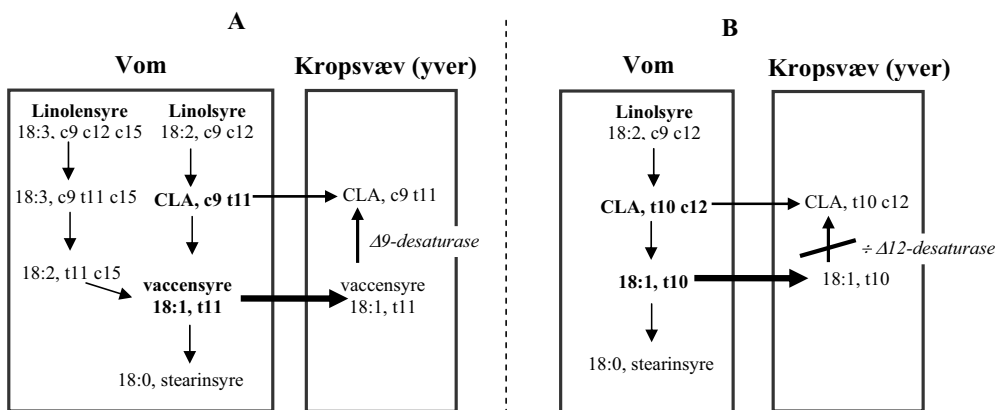 A
Vom
Kropsvæv (yver)
Linolensyre
18:3, c9 c12 c15
Linolsyre
18:2, c9 c12
18:3, c9 t11 c15
CLA, c9 t11
CLA, c9 t11
Δ9-desaturase
18:2, t11 c15
vaccensyre
18:1, t11
vaccensyre
18:1, t11
18:0, stearinsyre
B
Vom
Kropsvæv (yver)
Linolsyre
18:2, c9 c12
CLA, t10 c12
CLA, t10 c12
÷ Δ12-desaturase
18:1, t10
18:1, t10
18:0, stearinsyre